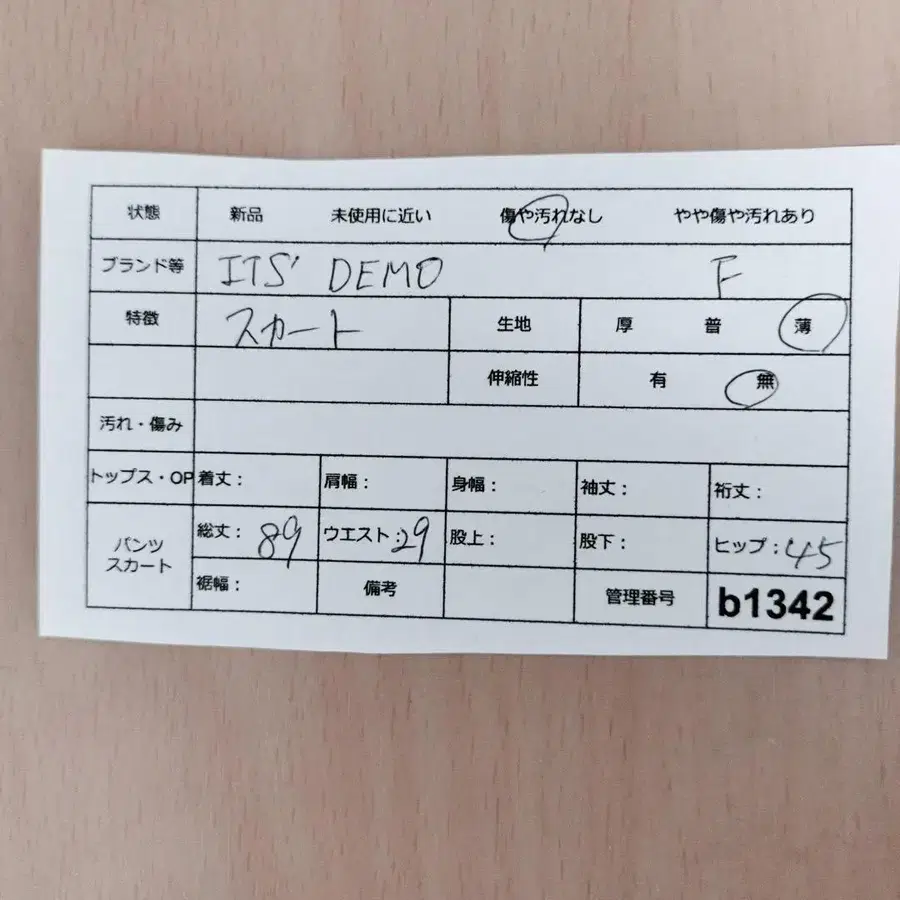 状態 新品 未使用に近い 傷や汚れなし やや傷や汚れあり
ブランド等 ITS' DEMO F
特徴 スカート 生地 厚 普 薄
伸縮性 有 無
汚れ・傷み
トップス・OP 着丈： 肩幅： 身幅： 袖丈： 裄丈：
パンツ スカート 総丈：89 ウエスト：29 股上： 股下： ヒップ：45
裾幅： 備考 管理番号 b1342